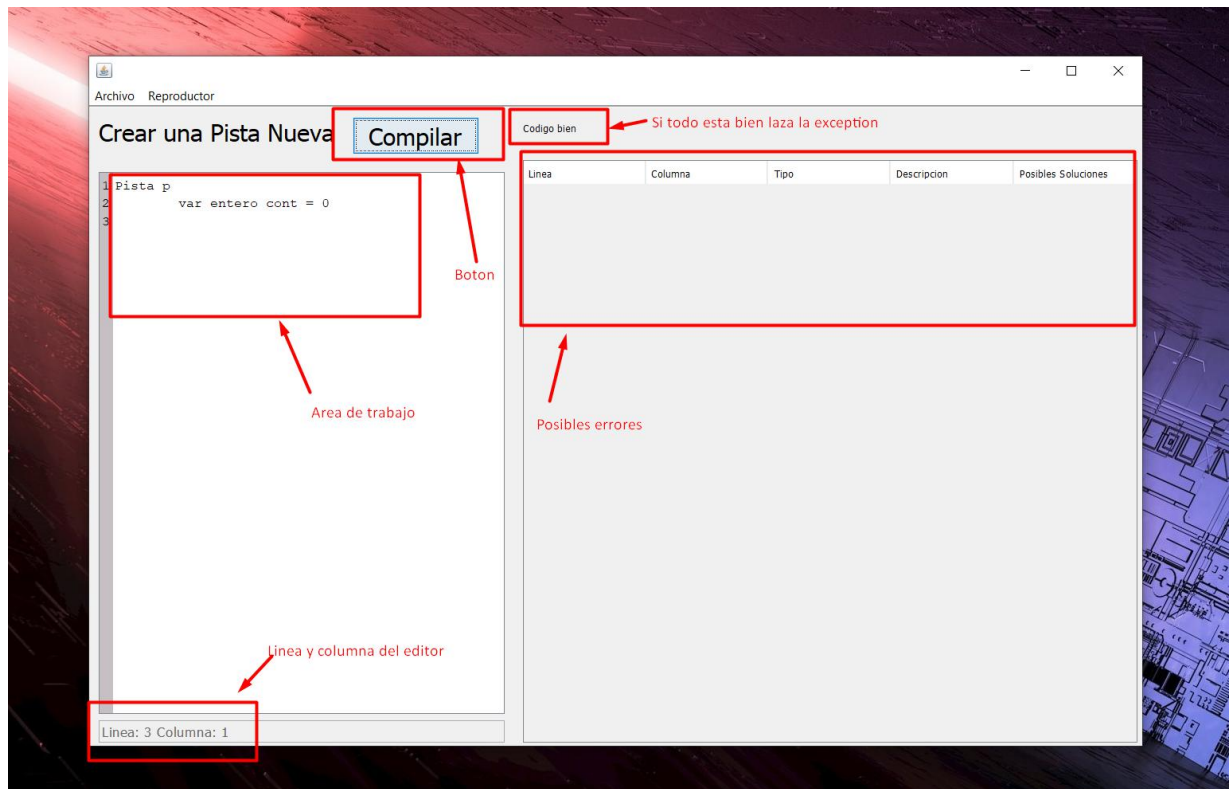 Archivo Reproductor
Crear una Pista Nueva
Compilar
Codigo bien
Si todo esta bien laza la exception
Linea Columna Tipo Descripcion Posibles Soluciones
1 Pista p
2 var entero cont = 0
3
Boton
Area de trabajo
Posibles errores
Linea y columna del editor
Linea: 3 Columna: 1